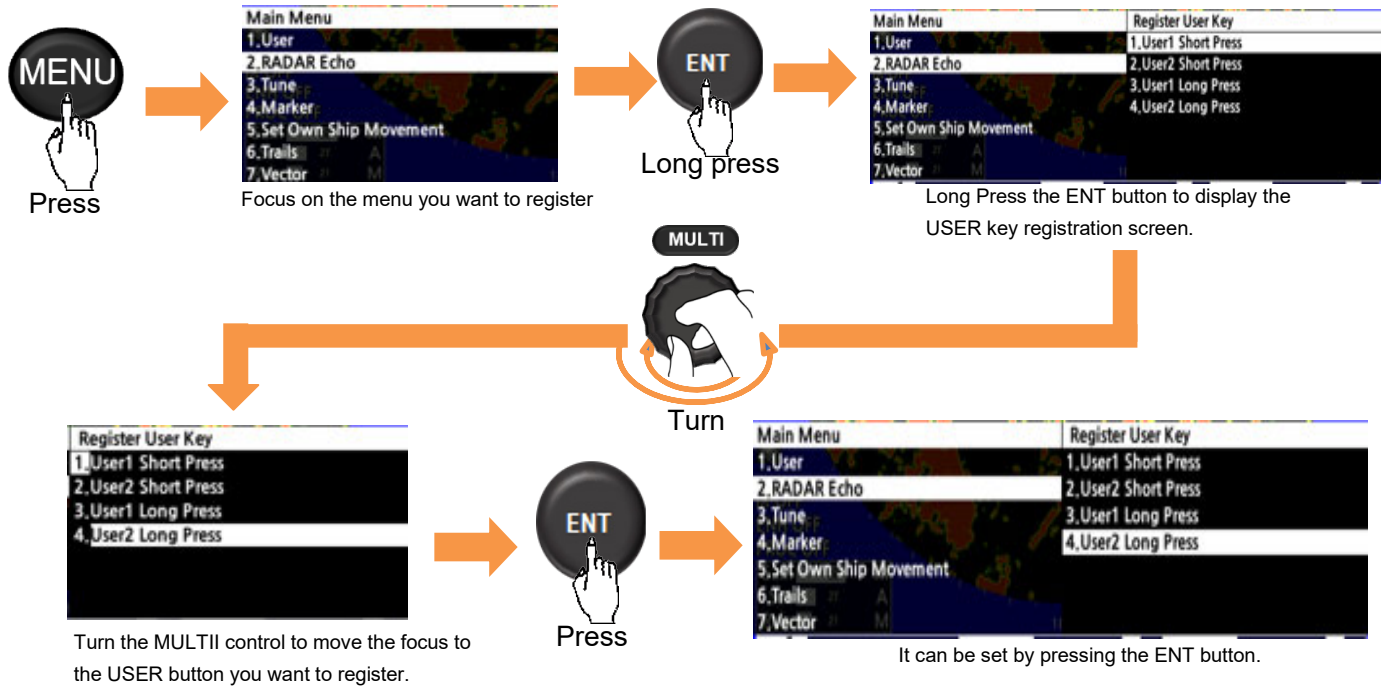 MENU
Press
Main Menu
1.User
2.RADAR Echo
3.Tune
4.Marker
5.Set Own Ship Movement
6.Trails
7.Vector
Focus on the menu you want to register
ENT
Long press
Main Menu
1.User
2.RADAR Echo
3.Tune
4.Marker
5.Set Own Ship Movement
6.Trails
7.Vector
Register User Key
1.User1 Short Press
2.User2 Short Press
3.User1 Long Press
4.User2 Long Press
Long Press the ENT button to display the
USER key registration screen.
MULTI
Turn
Register User Key
1.User1 Short Press
2.User2 Short Press
3.User1 Long Press
4.User2 Long Press
Turn the MULTII control to move the focus to
the USER button you want to register.
ENT
Press
Main Menu
1.User
2.RADAR Echo
3.Tune
4.Marker
5.Set Own Ship Movement
6.Trails
7.Vector
Register User Key
1.User1 Short Press
2.User2 Short Press
3.User1 Long Press
4.User2 Long Press
It can be set by pressing the ENT button.